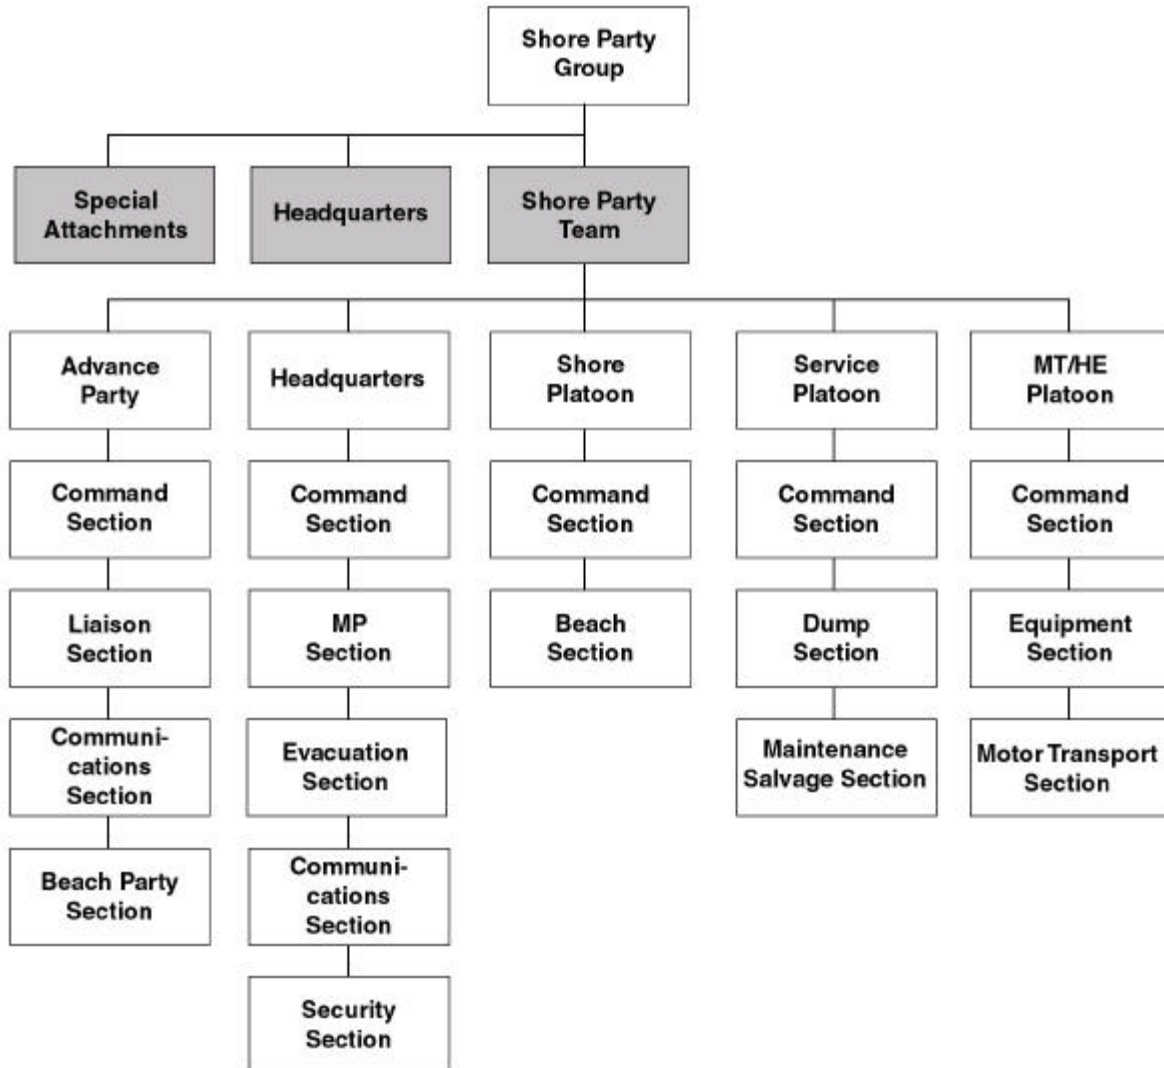 Shore Party
Group
Special
Attachments
Headquarters
Shore Party
Team
Advance
Party
Headquarters
Shore
Platoon
Service
Platoon
MT/HE
Platoon
Command
Section
Command
Section
Command
Section
Command
Section
Command
Section
Liaison
Section
MP
Section
Beach
Section
Dump
Section
Equipment
Section
Communi-
cations
Section
Evacuation
Section
Maintenance
Salvage Section
Motor Transport
Section
Beach Party
Section
Communi-
cations
Section
Security
Section